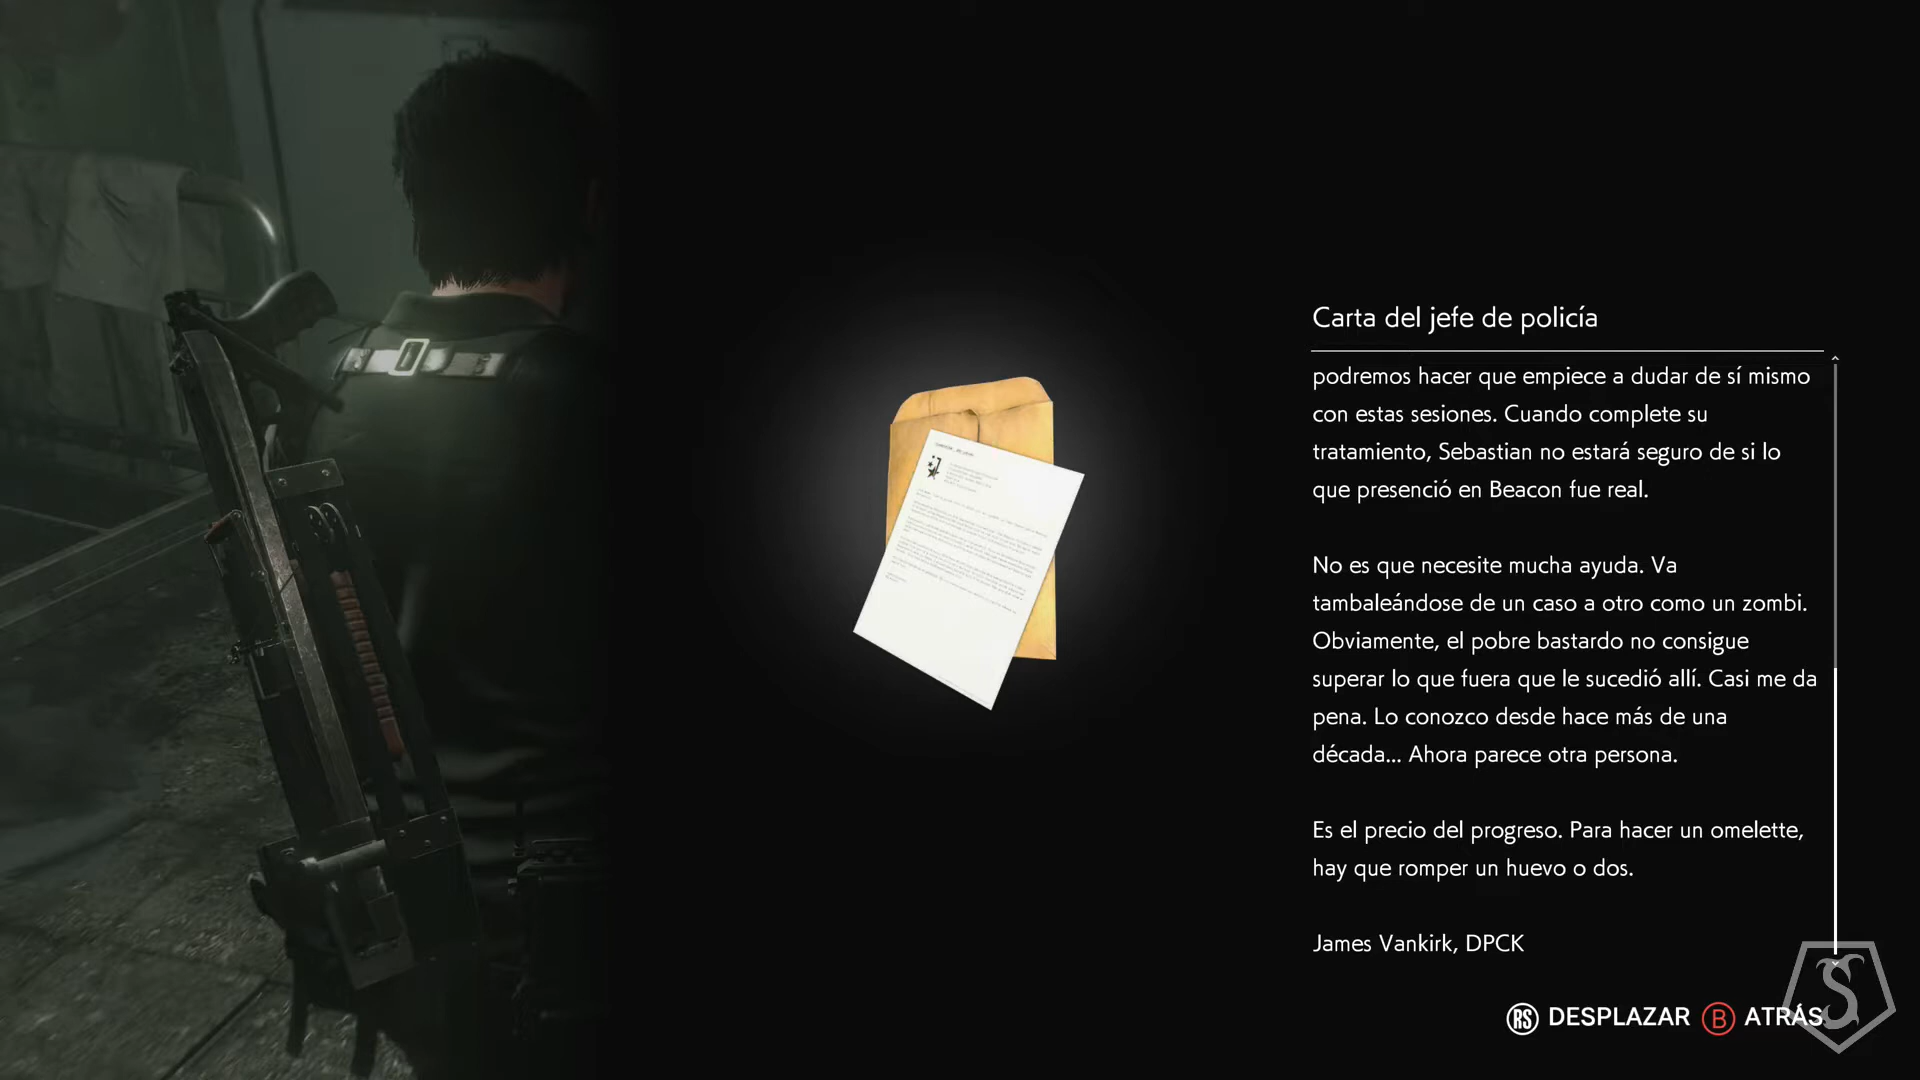 Carta del jefe de policía
podremos hacer que empiece a dudar de sí mismo
con estas sesiones. Cuando complete su
tratamiento, Sebastian no estará seguro de si lo
que presenció en Beacon fue real.
No es que necesite mucha ayuda. Va
tambaleándose de un caso a otro como un zombi.
Obviamente, el pobre bastardo no consigue
superar lo que fuera que le sucedió allí. Casi me da
pena. Lo conozco desde hace más de una
década... Ahora parece otra persona.
Es el precio del progreso. Para hacer un omelette,
hay que romper un huevo o dos.
James Vankirk, DPCK
RS DESPLAZAR B ATRÁS
S